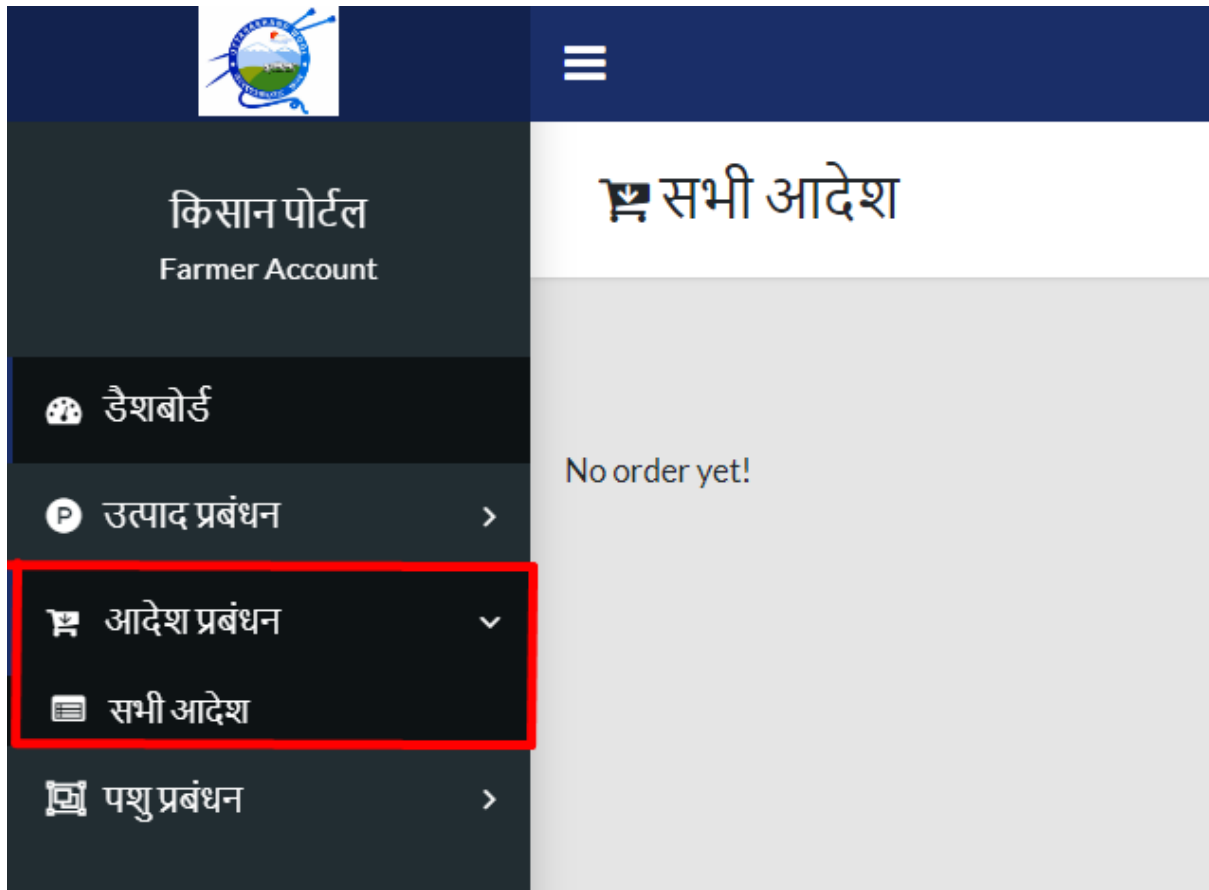 किसान पोर्टल
Farmer Account
डैशबोर्ड
उत्पाद प्रबंधन
आदेश प्रबंधन
सभी आदेश
पशु प्रबंधन
सभी आदेश
No order yet!